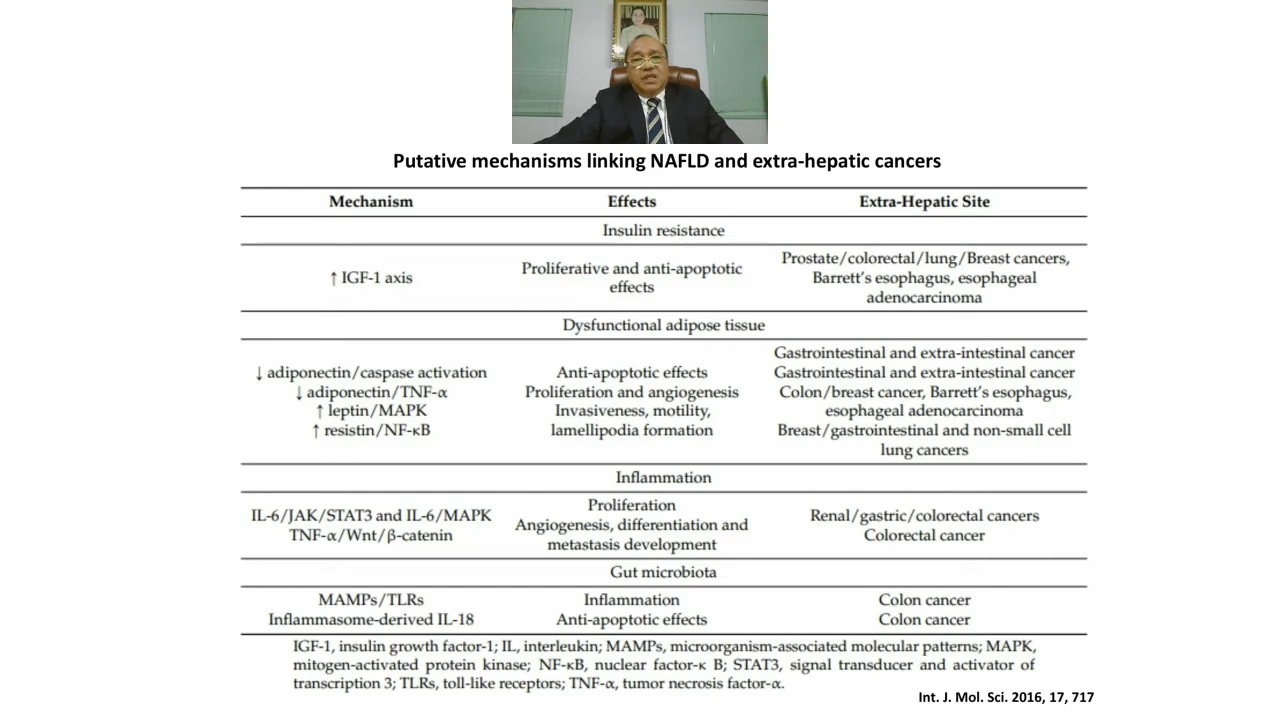 Putative mechanisms linking NAFLD and extra-hepatic cancers
Mechanism Effects Extra-Hepatic Site
Insulin resistance
↑ IGF-1 axis
Proliferative and anti-apoptotic
effects
Prostate/colorectal/lung/Breast cancers,
Barrett's esophagus, esophageal
adenocarcinoma
Dysfunctional adipose tissue
↓ adiponectin/caspase activation
↓ adiponectin/TNF-α
↑ leptin/MAPK
↑ resistin/NF-κB
Anti-apoptotic effects
Proliferation and angiogenesis
Invasiveness, motility,
lamellipodia formation
Gastrointestinal and extra-intestinal cancer
Gastrointestinal and extra-intestinal cancer
Colon/breast cancer, Barrett's esophagus,
esophageal adenocarcinoma
Breast/gastrointestinal and non-small cell
lung cancers
Inflammation
IL-6/JAK/STAT3 and IL-6/MAPK
TNF-α/Wnt/β-catenin
Proliferation
Angiogenesis, differentiation and
metastasis development
Renal/gastric/colorectal cancers
Colorectal cancer
Gut microbiota
MAMPs/TLRs
Inflammasome-derived IL-18
Inflammation
Anti-apoptotic effects
Colon cancer
Colon cancer
IGF-1, insulin growth factor-1; IL, interleukin; MAMPs, microorganism-associated molecular patterns; MAPK,
mitogen-activated protein kinase; NF-κB, nuclear factor-κ B; STAT3, signal transducer and activator of
transcription 3; TLRs, toll-like receptors; TNF-α, tumor necrosis factor-α.
Int. J. Mol. Sci. 2016, 17, 717